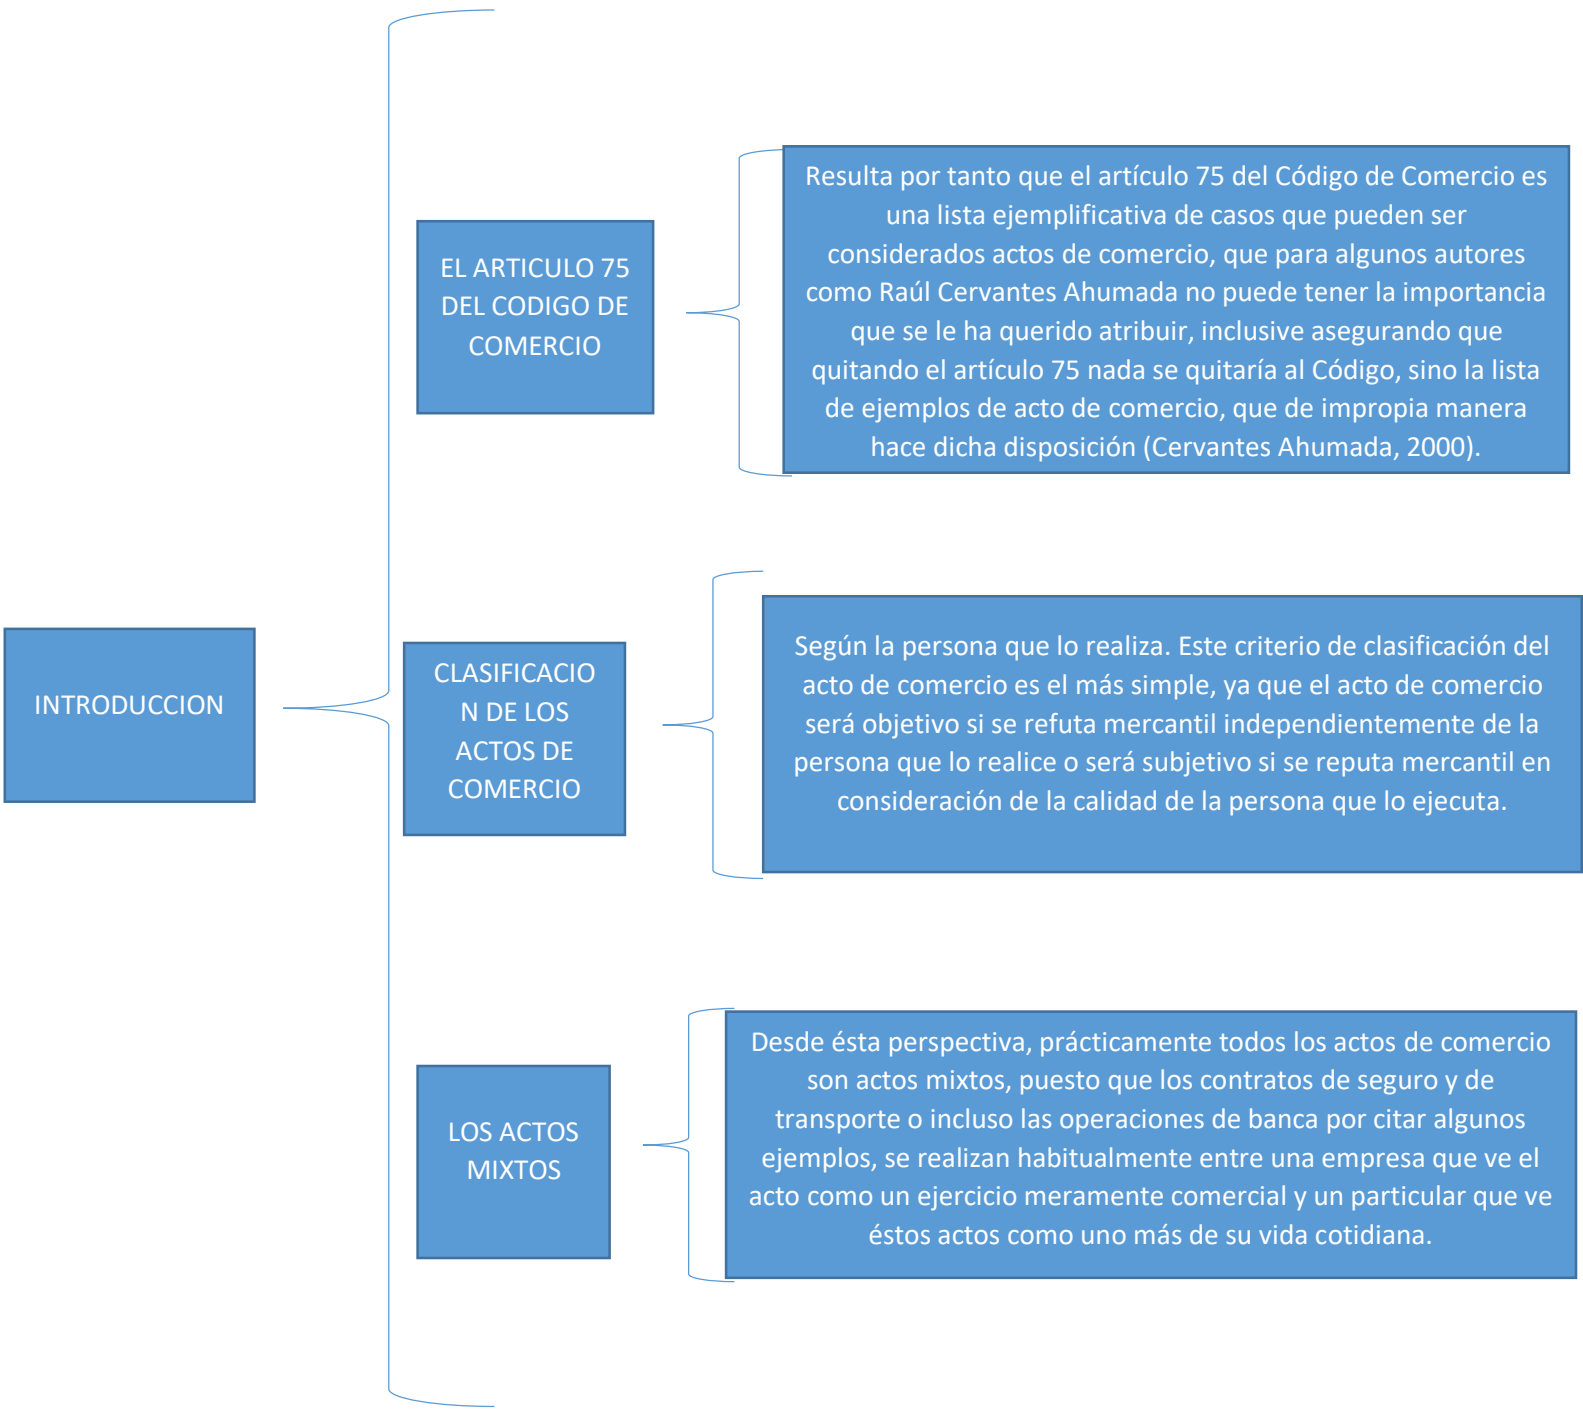 INTRODUCCION
EL ARTICULO 75
DEL CODIGO DE
COMERCIO
Resulta por tanto que el artículo 75 del Código de Comercio es
una lista ejemplificativa de casos que pueden ser
considerados actos de comercio, que para algunos autores
como Raúl Cervantes Ahumada no puede tener la importancia
que se le ha querido atribuir, inclusive asegurando que
quitando el artículo 75 nada se quitaría al Código, sino la lista
de ejemplos de acto de comercio, que de impropia manera
hace dicha disposición (Cervantes Ahumada, 2000).
CLASIFICACIO
N DE LOS
ACTOS DE
COMERCIO
Según la persona que lo realiza. Este criterio de clasificación del
acto de comercio es el más simple, ya que el acto de comercio
será objetivo si se refuta mercantil independientemente de la
persona que lo realice o será subjetivo si se reputa mercantil en
consideración de la calidad de la persona que lo ejecuta.
LOS ACTOS
MIXTOS
Desde ésta perspectiva, prácticamente todos los actos de comercio
son actos mixtos, puesto que los contratos de seguro y de
transporte o incluso las operaciones de banca por citar algunos
ejemplos, se realizan habitualmente entre una empresa que ve el
acto como un ejercicio meramente comercial y un particular que ve
éstos actos como uno más de su vida cotidiana.